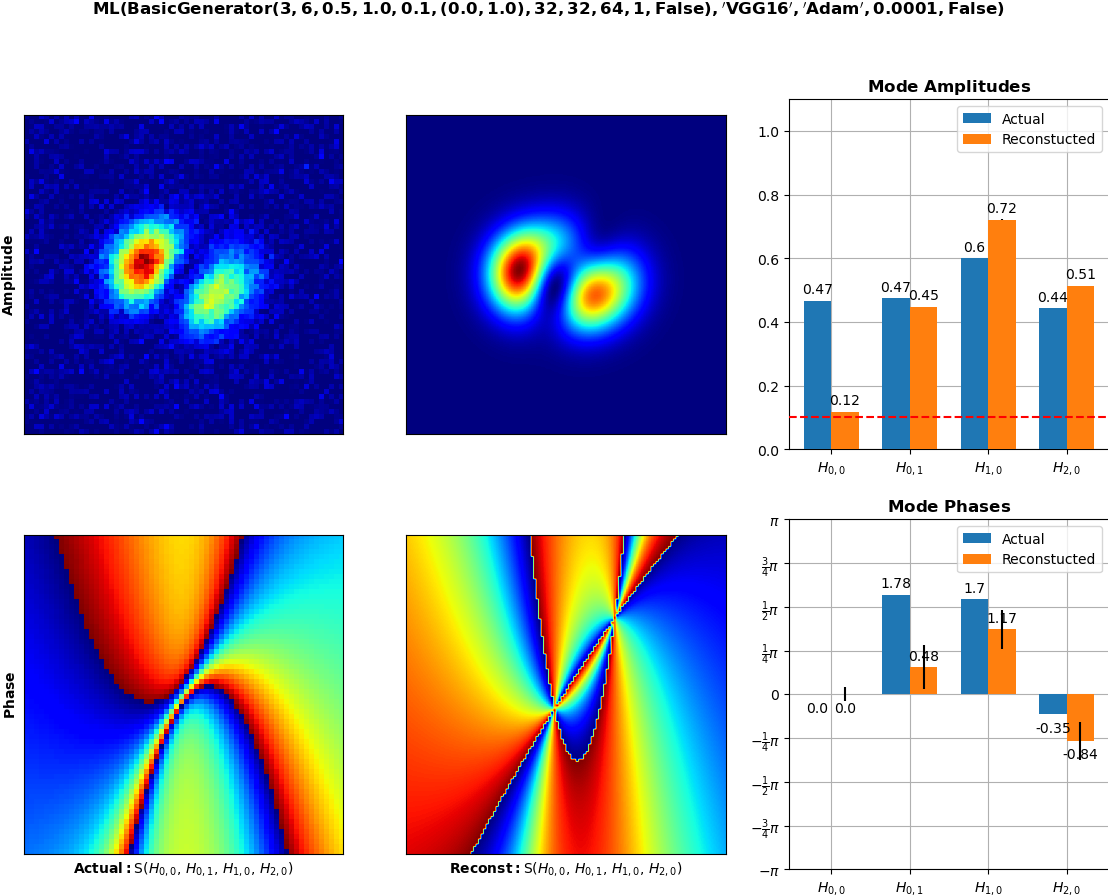 ML(BasicGenerator(3, 6, 0.5, 1.0, 0.1, (0.0, 1.0), 32, 32, 64, 1, False), ′VGG16′, ′Adam′, 0.0001, False)
Amplitude
Mode Amplitudes
Actual
Reconstucted
1.0
0.8
0.6
0.4
0.2
0.0
0.47
0.12
0.47
0.45
0.6
0.72
0.44
0.51
H0,0
H0,1
H1,0
H2,0
Phase
Actual: S(H0,0, H0,1, H1,0, H2,0)
Reconst: S(H0,0, H0,1, H1,0, H2,0)
Mode Phases
Actual
Reconstucted
π
3/4π
1/2π
1/4π
0
−1/4π
−1/2π
−3/4π
−π
0.0
0.0
1.78
0.48
1.7
1.17
-0.35
-0.84
H0,0
H0,1
H1,0
H2,0